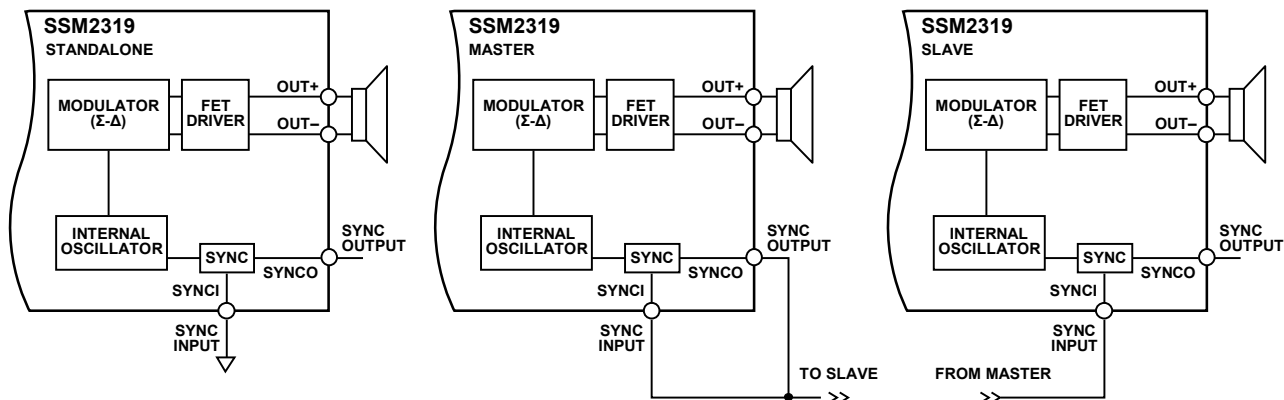 SSM2319
STANDALONE
MODULATOR
(Σ-Δ)
FET
DRIVER
OUT+
OUT–
INTERNAL
OSCILLATOR
SYNC
SYNCO
SYNC
OUTPUT
SYNCI
SYNC
INPUT
SSM2319
MASTER
MODULATOR
(Σ-Δ)
FET
DRIVER
OUT+
OUT–
INTERNAL
OSCILLATOR
SYNC
SYNCO
SYNC
OUTPUT
SYNCI
SYNC
INPUT
TO SLAVE
SSM2319
SLAVE
MODULATOR
(Σ-Δ)
FET
DRIVER
OUT+
OUT–
INTERNAL
OSCILLATOR
SYNC
SYNCO
SYNC
OUTPUT
SYNCI
SYNC
INPUT
FROM MASTER